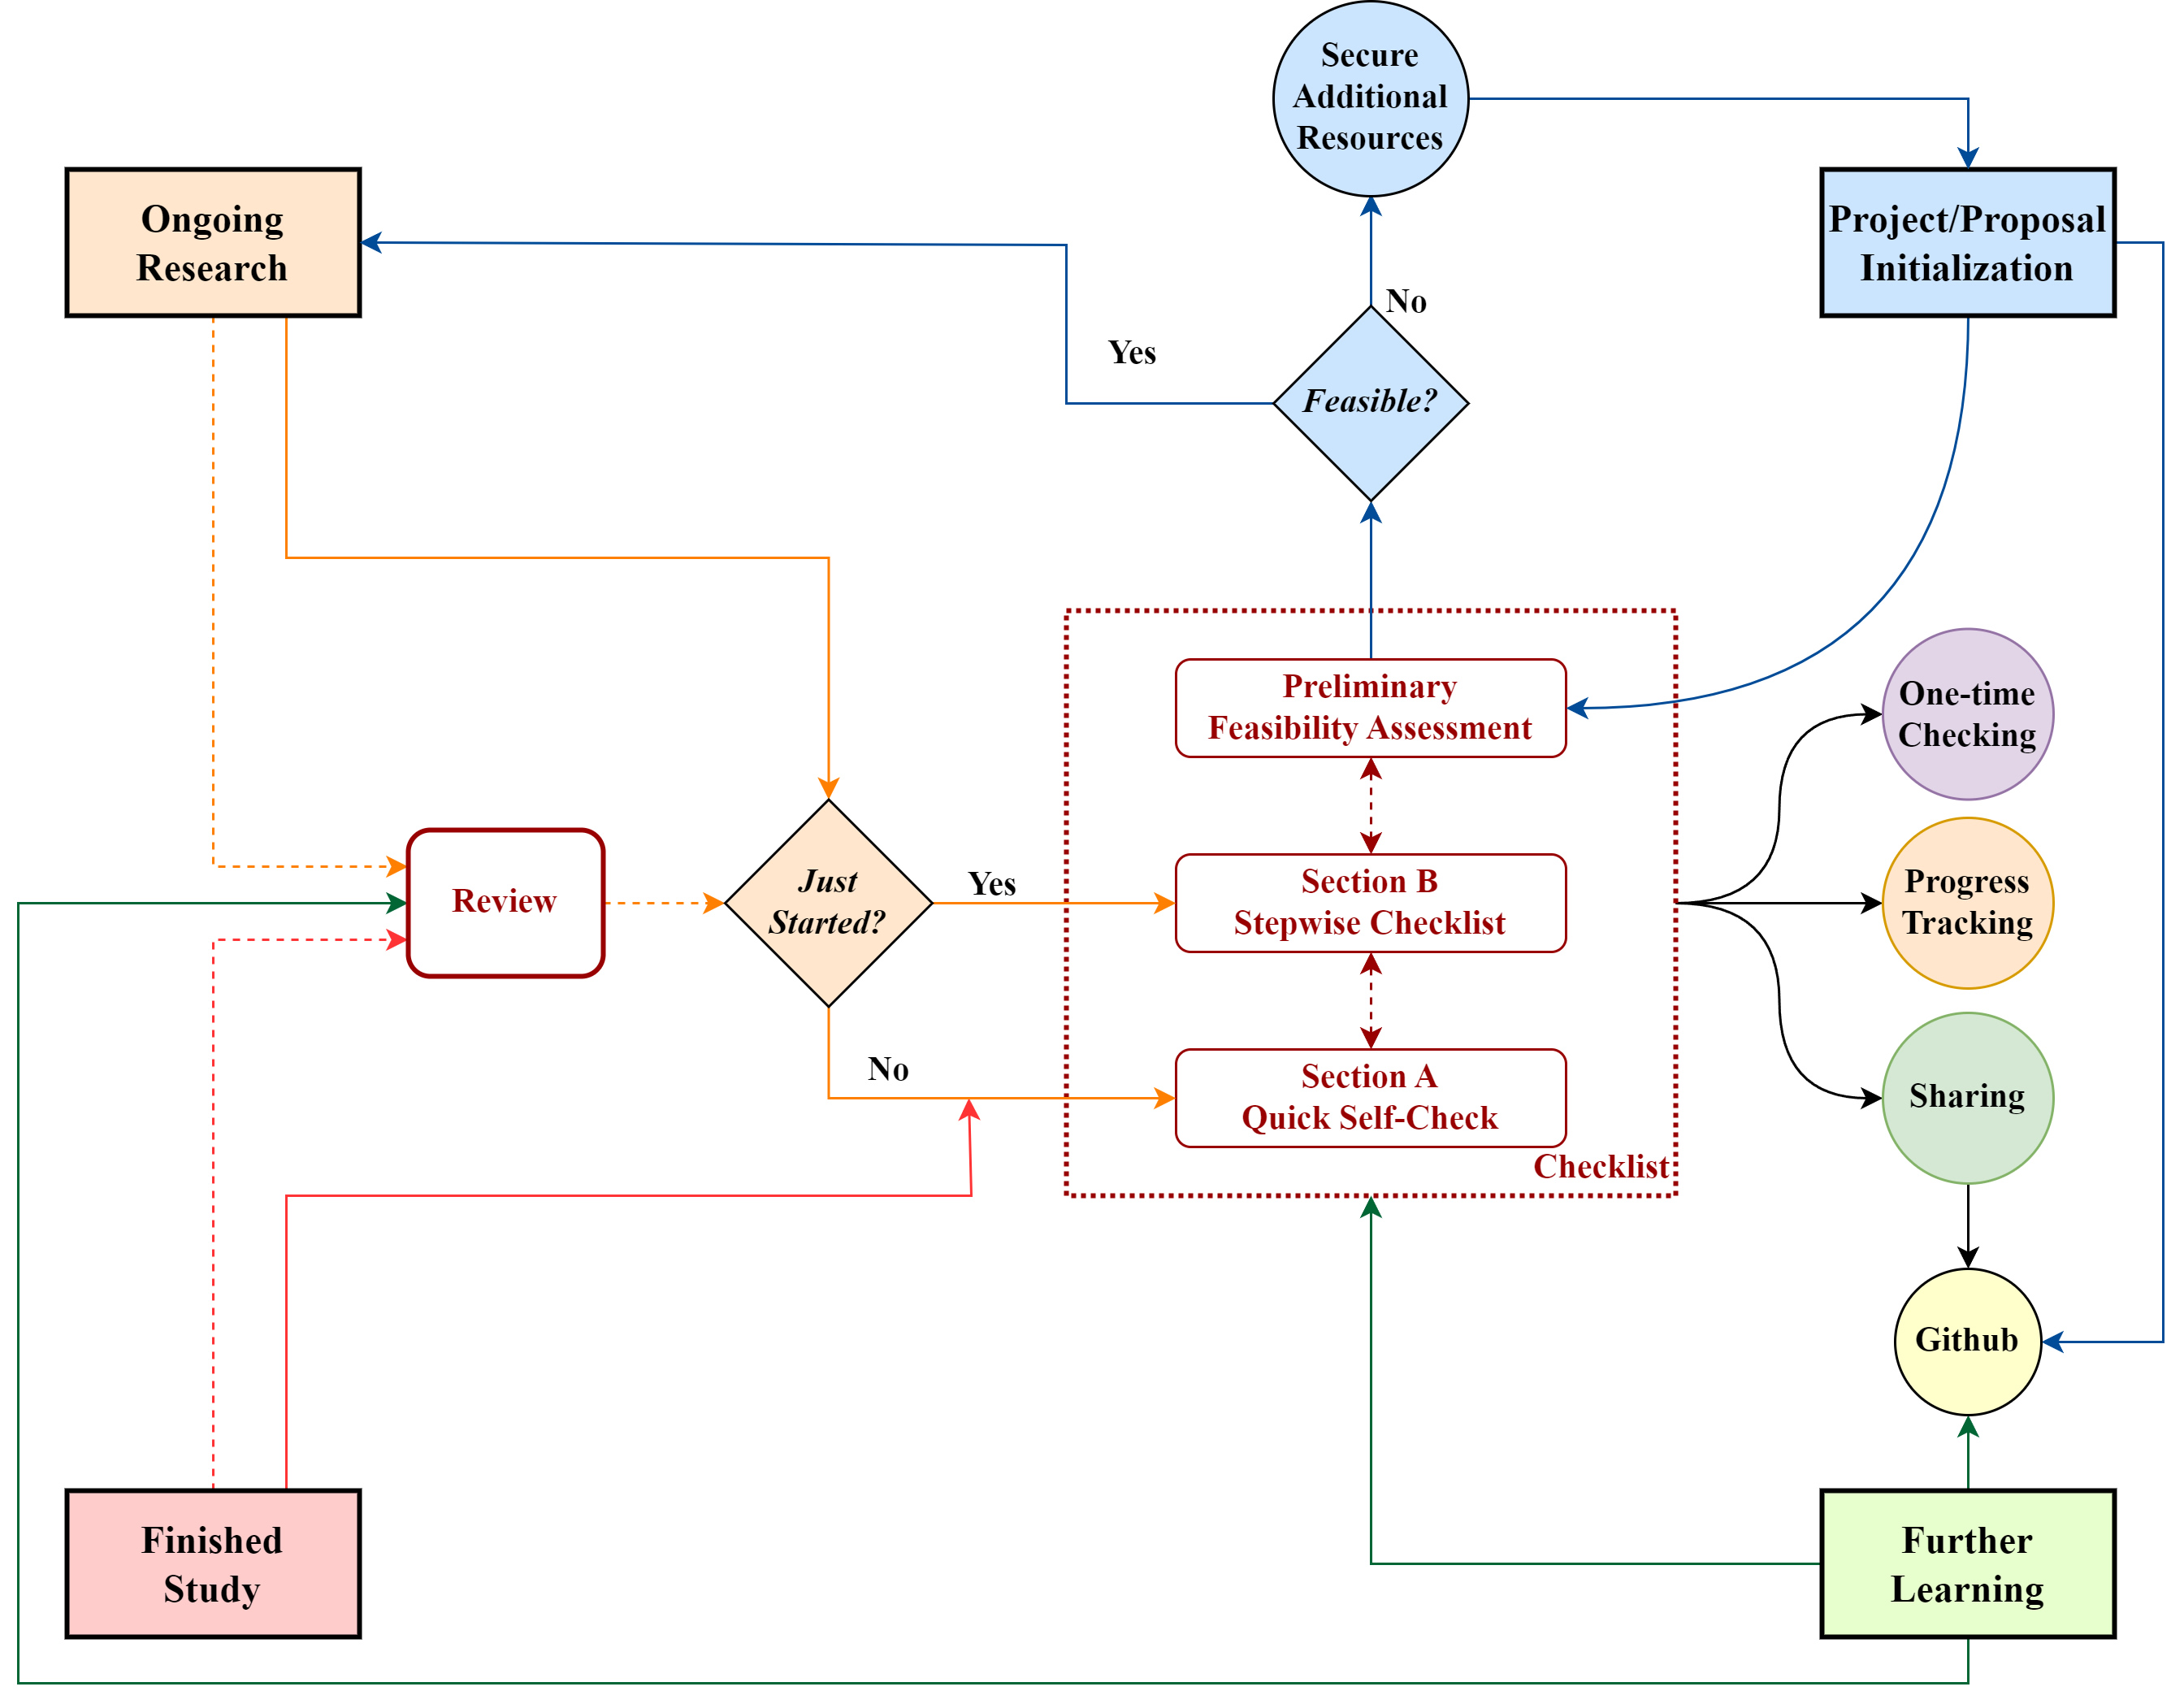 Secure
Additional
Resources
Ongoing
Research
Project/Proposal
Initialization
No
Yes
Feasible?
Preliminary
Feasibility Assessment
One-time
Checking
Review
Just
Started?
Yes
Section B
Stepwise Checklist
Progress
Tracking
No
Section A
Quick Self-Check
Sharing
Checklist
Github
Finished
Study
Further
Learning